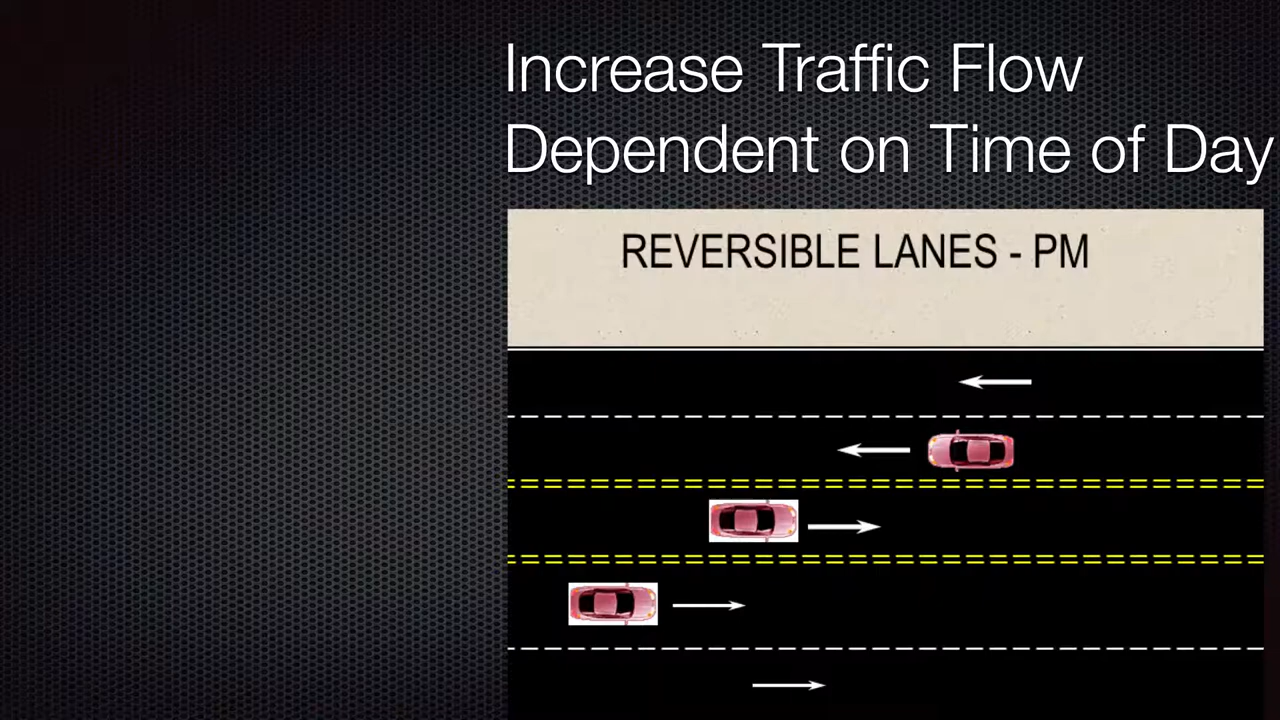 Increase Traffic Flow
Dependent on Time of Day
REVERSIBLE LANES - PM